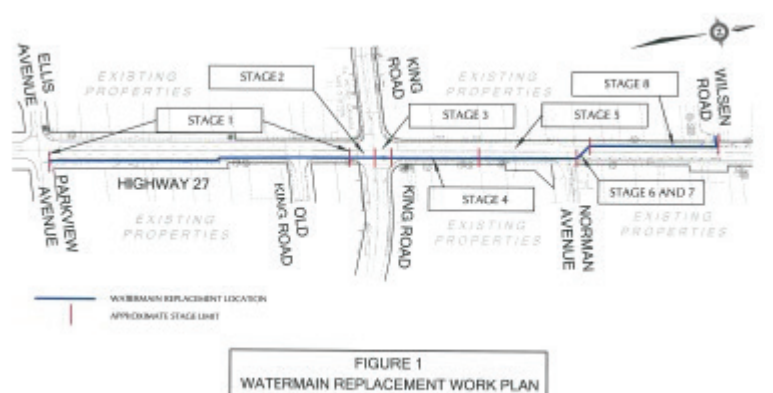 ELLIS
AVENUE
EXISTING
PROPERTIES
STAGE 2
KING
ROAD
EXISTING
PROPERTIES
STAGE 8
WILSEN
ROAD
STAGE 1
STAGE 3
STAGE 5
HIGHWAY 27
PARKVIEW
AVENUE
EXISTING
PROPERTIES
OLD
KING ROAD
KING ROAD
STAGE 4
EXISTING
PROPERTIES
NORMAN
AVENUE
STAGE 6 AND 7
EXISTING
PROPERTIES
WATERMAIN REPLACEMENT LOCATION
APPROXIMATE STAGE LIMIT
FIGURE 1
WATERMAIN REPLACEMENT WORK PLAN